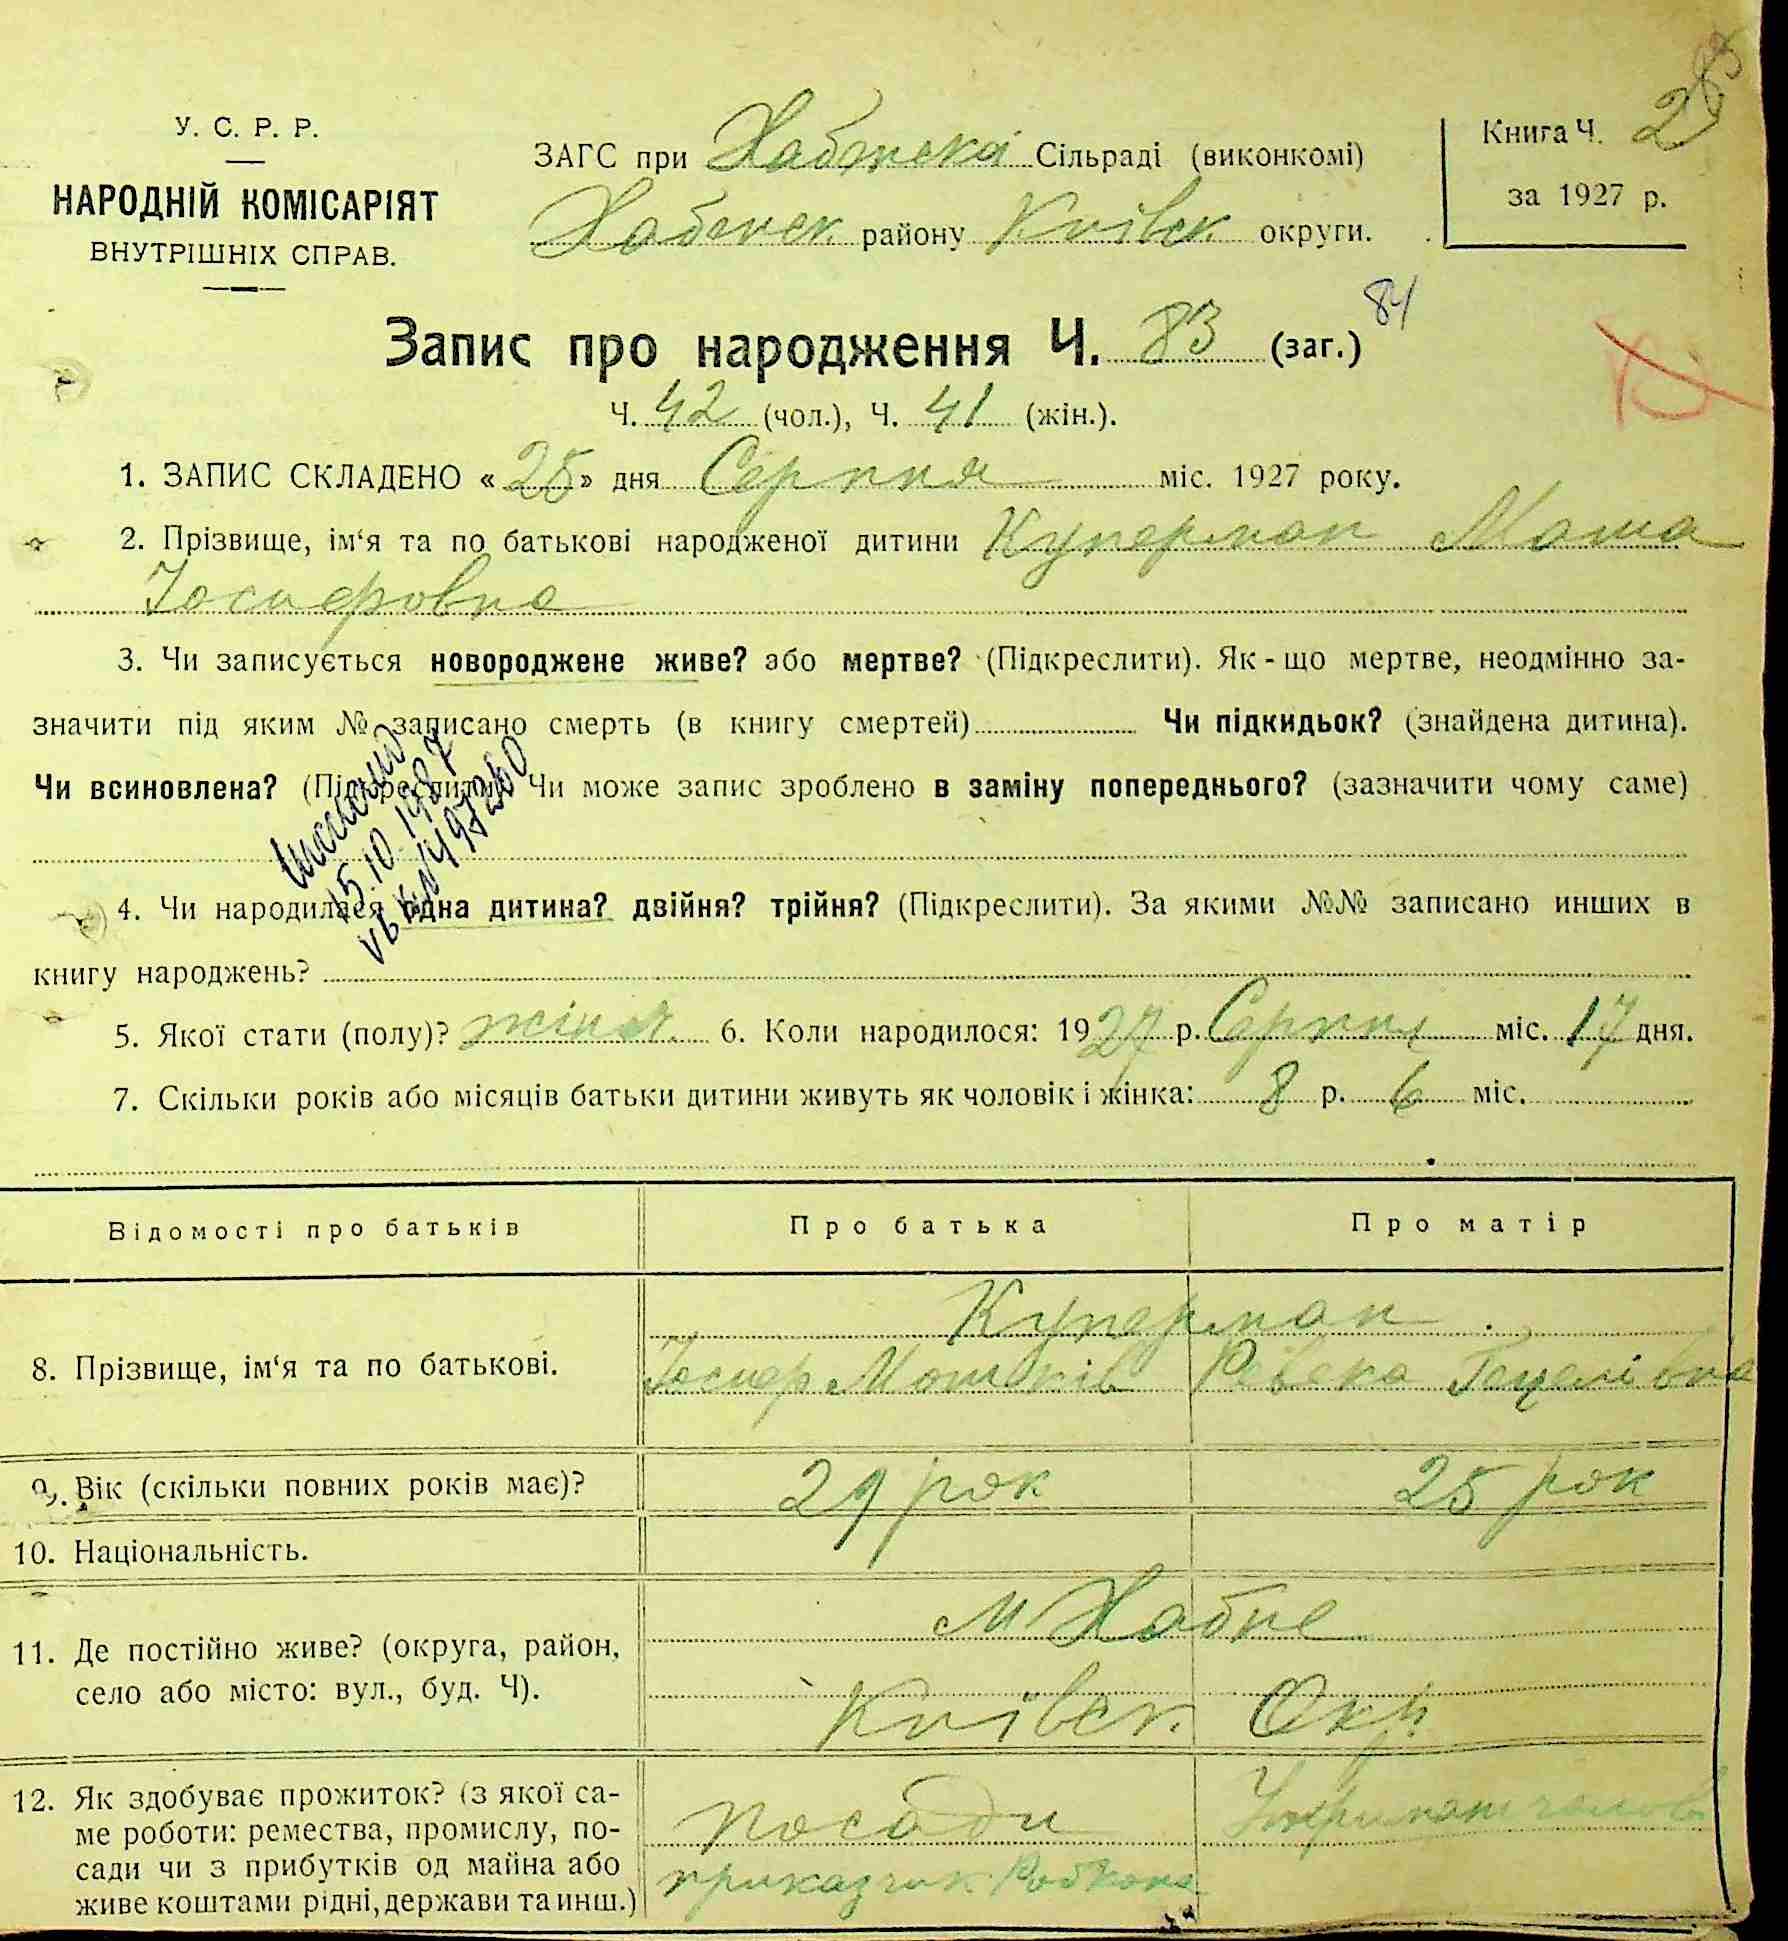 У. С. Р. Р.
НАРОДНІЙ КОМІСАРІЯТ
ВНУТРІШНІХ СПРАВ.
ЗАГС при Хабенскі Сільраді (виконкомі)
Хабенск району Київск округи.
Книга Ч. 2
за 1927 р.
Запис про народження Ч. 83 (заг.) 84
Ч. 42 (чол.), Ч. 41 (жін.).
1. ЗАПИС СКЛАДЕНО «25» дня Серпня міс. 1927 року.
2. Прізвище, ім‘я та по батькові народженої дитини Куперман Маша
Іосифовна
3. Чи записується новороджене живе? або мертве? (Підкреслити). Як-що мертве, неодмінно за-
значити під яким № записано смерть (в книгу смертей) Чи підкидьок? (знайдена дитина).
Чи всиновлена? (Підкреслити). Чи може запис зроблено в заміну попереднього? (зазначити чому саме)
15.10.1987
4. Чи народилася одна дитина? двійня? трійня? (Підкреслити). За якими №№ записано инших в
книгу народжень?
5. Якої стати (полу)? жіноч. 6. Коли народилося: 1927 р. Серпня міс. 17 дня.
7. Скільки років або місяців батьки дитини живуть як чоловік і жінка: 8 р. 6 міс.
Відомості про батьків Про батька Про матір
Куперман
8. Прізвище, ім‘я та по батькові. Іосиф Мошків Ревека Гецелівна
9. Вік (скільки повних років має)? 29 рок 25 рок
10. Національність.
м Хабне
11. Де постійно живе? (округа, район,
село або місто: вул., буд. Ч). Київск. Окр
12. Як здобуває прожиток? (з якої са-
ме роботи: ремества, промислу, по- посади
сади чи з прибутків од майна або
живе коштами рідні, держави та инш.) приказчик Робкопа